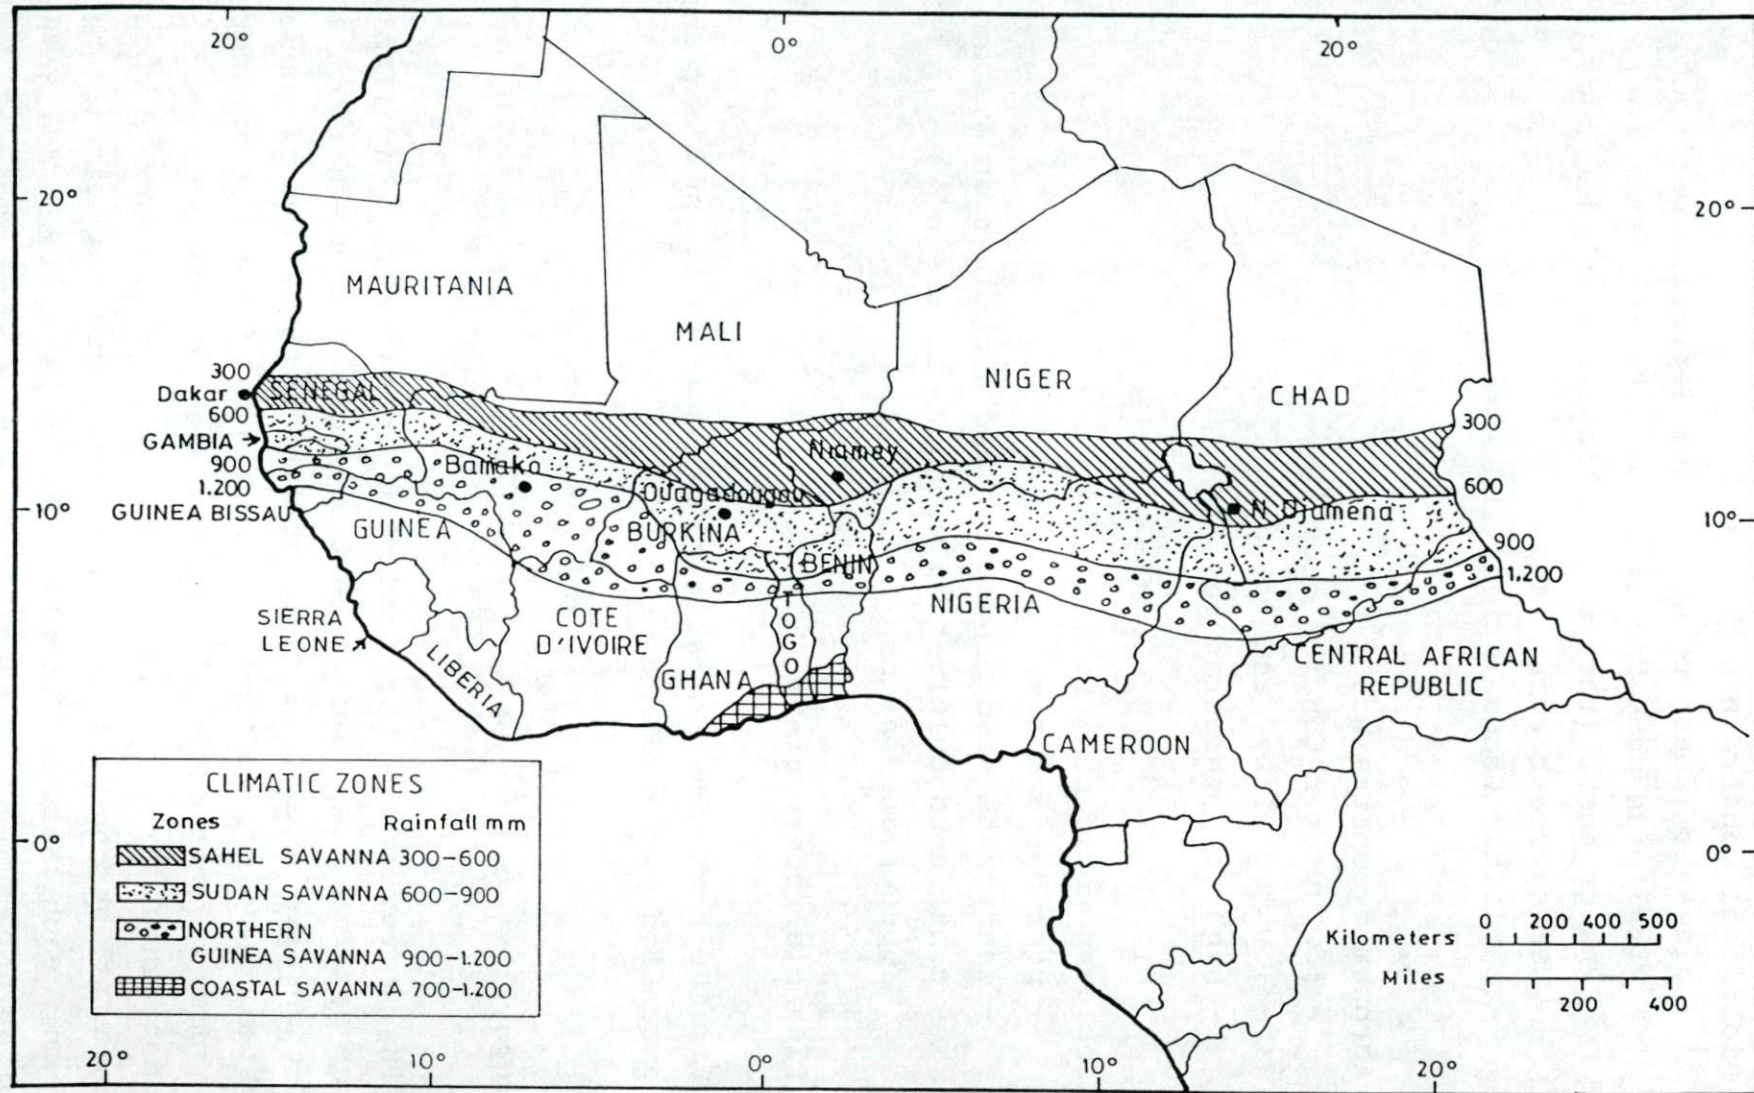 20° 0° 20°
20° 20°
MAURITANIA
MALI
NIGER
CHAD
300
SENEGAL
Dakar
600
300
GAMBIA
Niamey
900
Bamako
1.200
Ouagadougou
600
GUINEA BISSAU
10°
N Djamena
10°
GUINEA
BURKINA
900
BENIN
1.200
NIGERIA
SIERRA
LEONE
COTE
D'IVOIRE
TOGO
LIBERIA
GHANA
CENTRAL AFRICAN
REPUBLIC
CAMEROON
CLIMATIC ZONES
Zones Rainfall mm
SAHEL SAVANNA 300-600
SUDAN SAVANNA 600-900
NORTHERN
GUINEA SAVANNA 900-1.200
COASTAL SAVANNA 700-1.200
0° 0°
0 200 400 500
Kilometers
Miles
200 400
20° 10° 0° 10° 20°